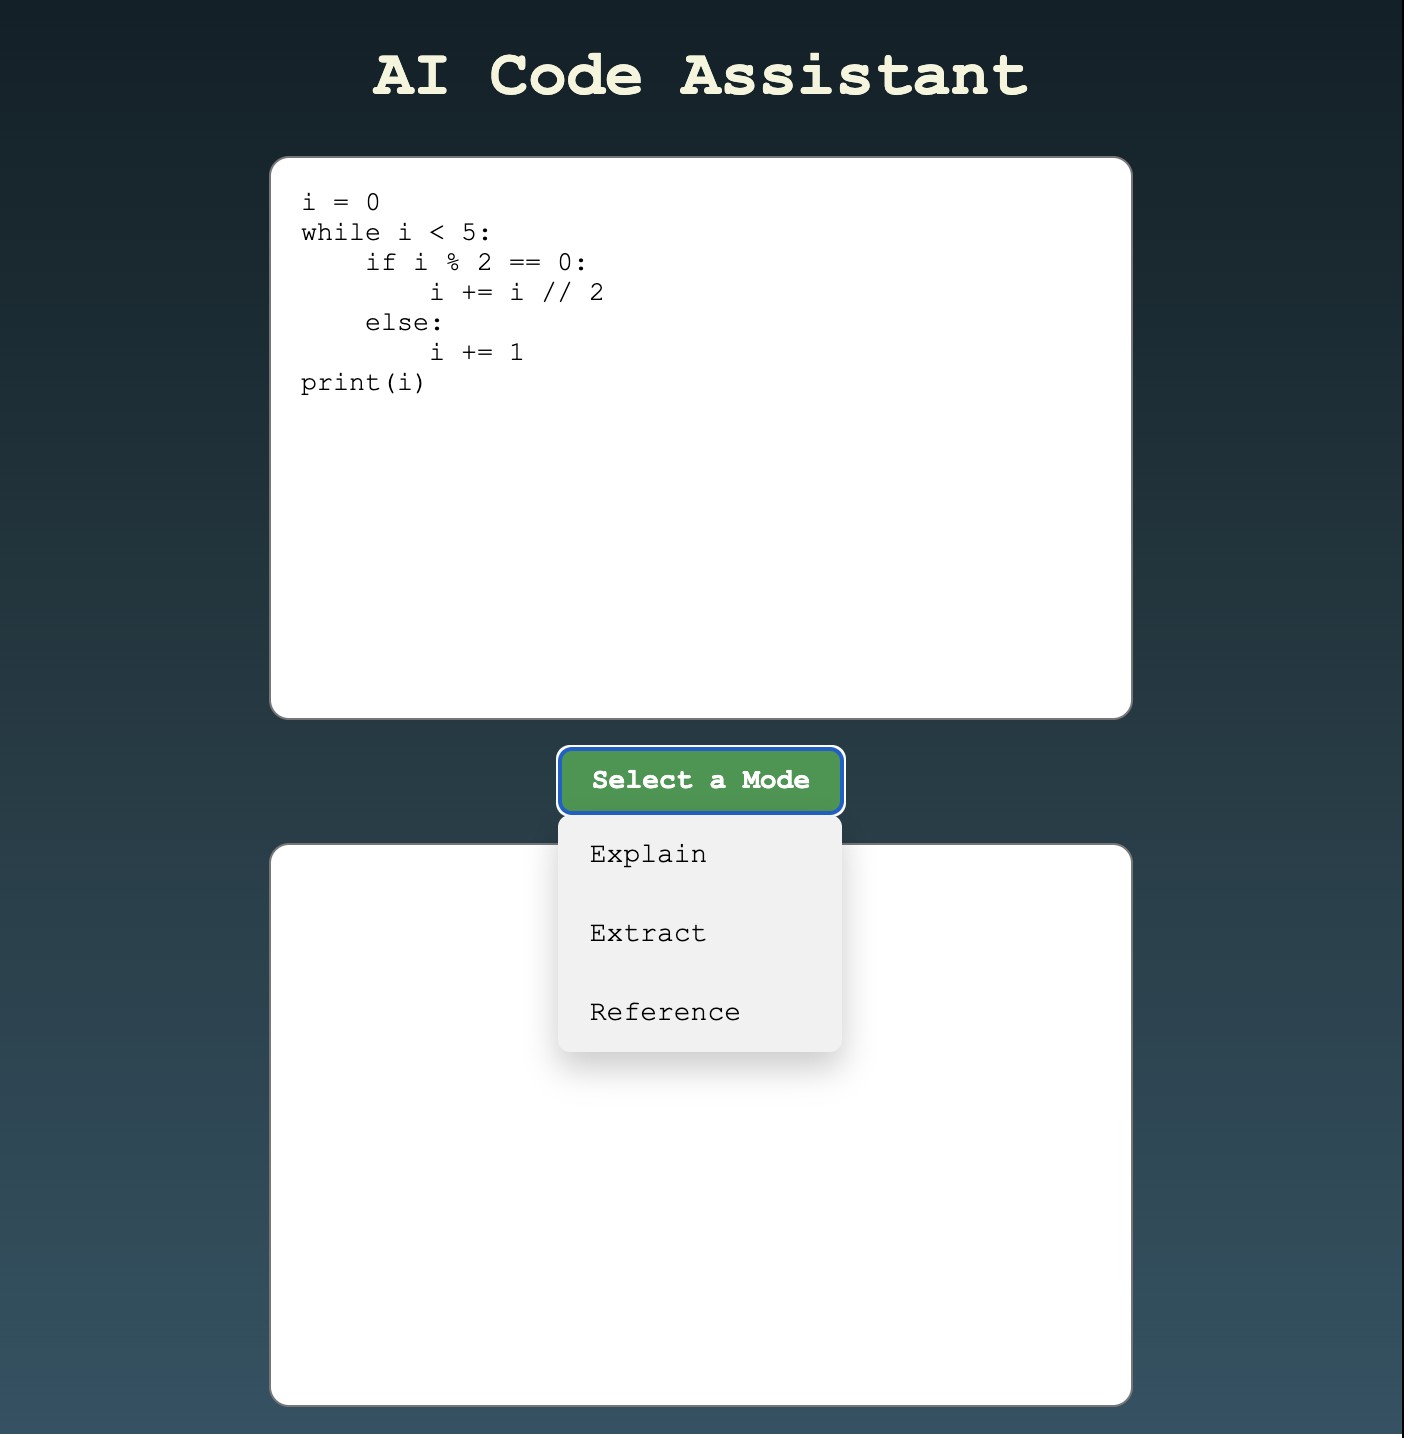 AI Code Assistant
i = 0
while i < 5:
    if i % 2 == 0:
        i += i // 2
    else:
        i += 1
print(i)
Select a Mode
Explain
Extract
Reference